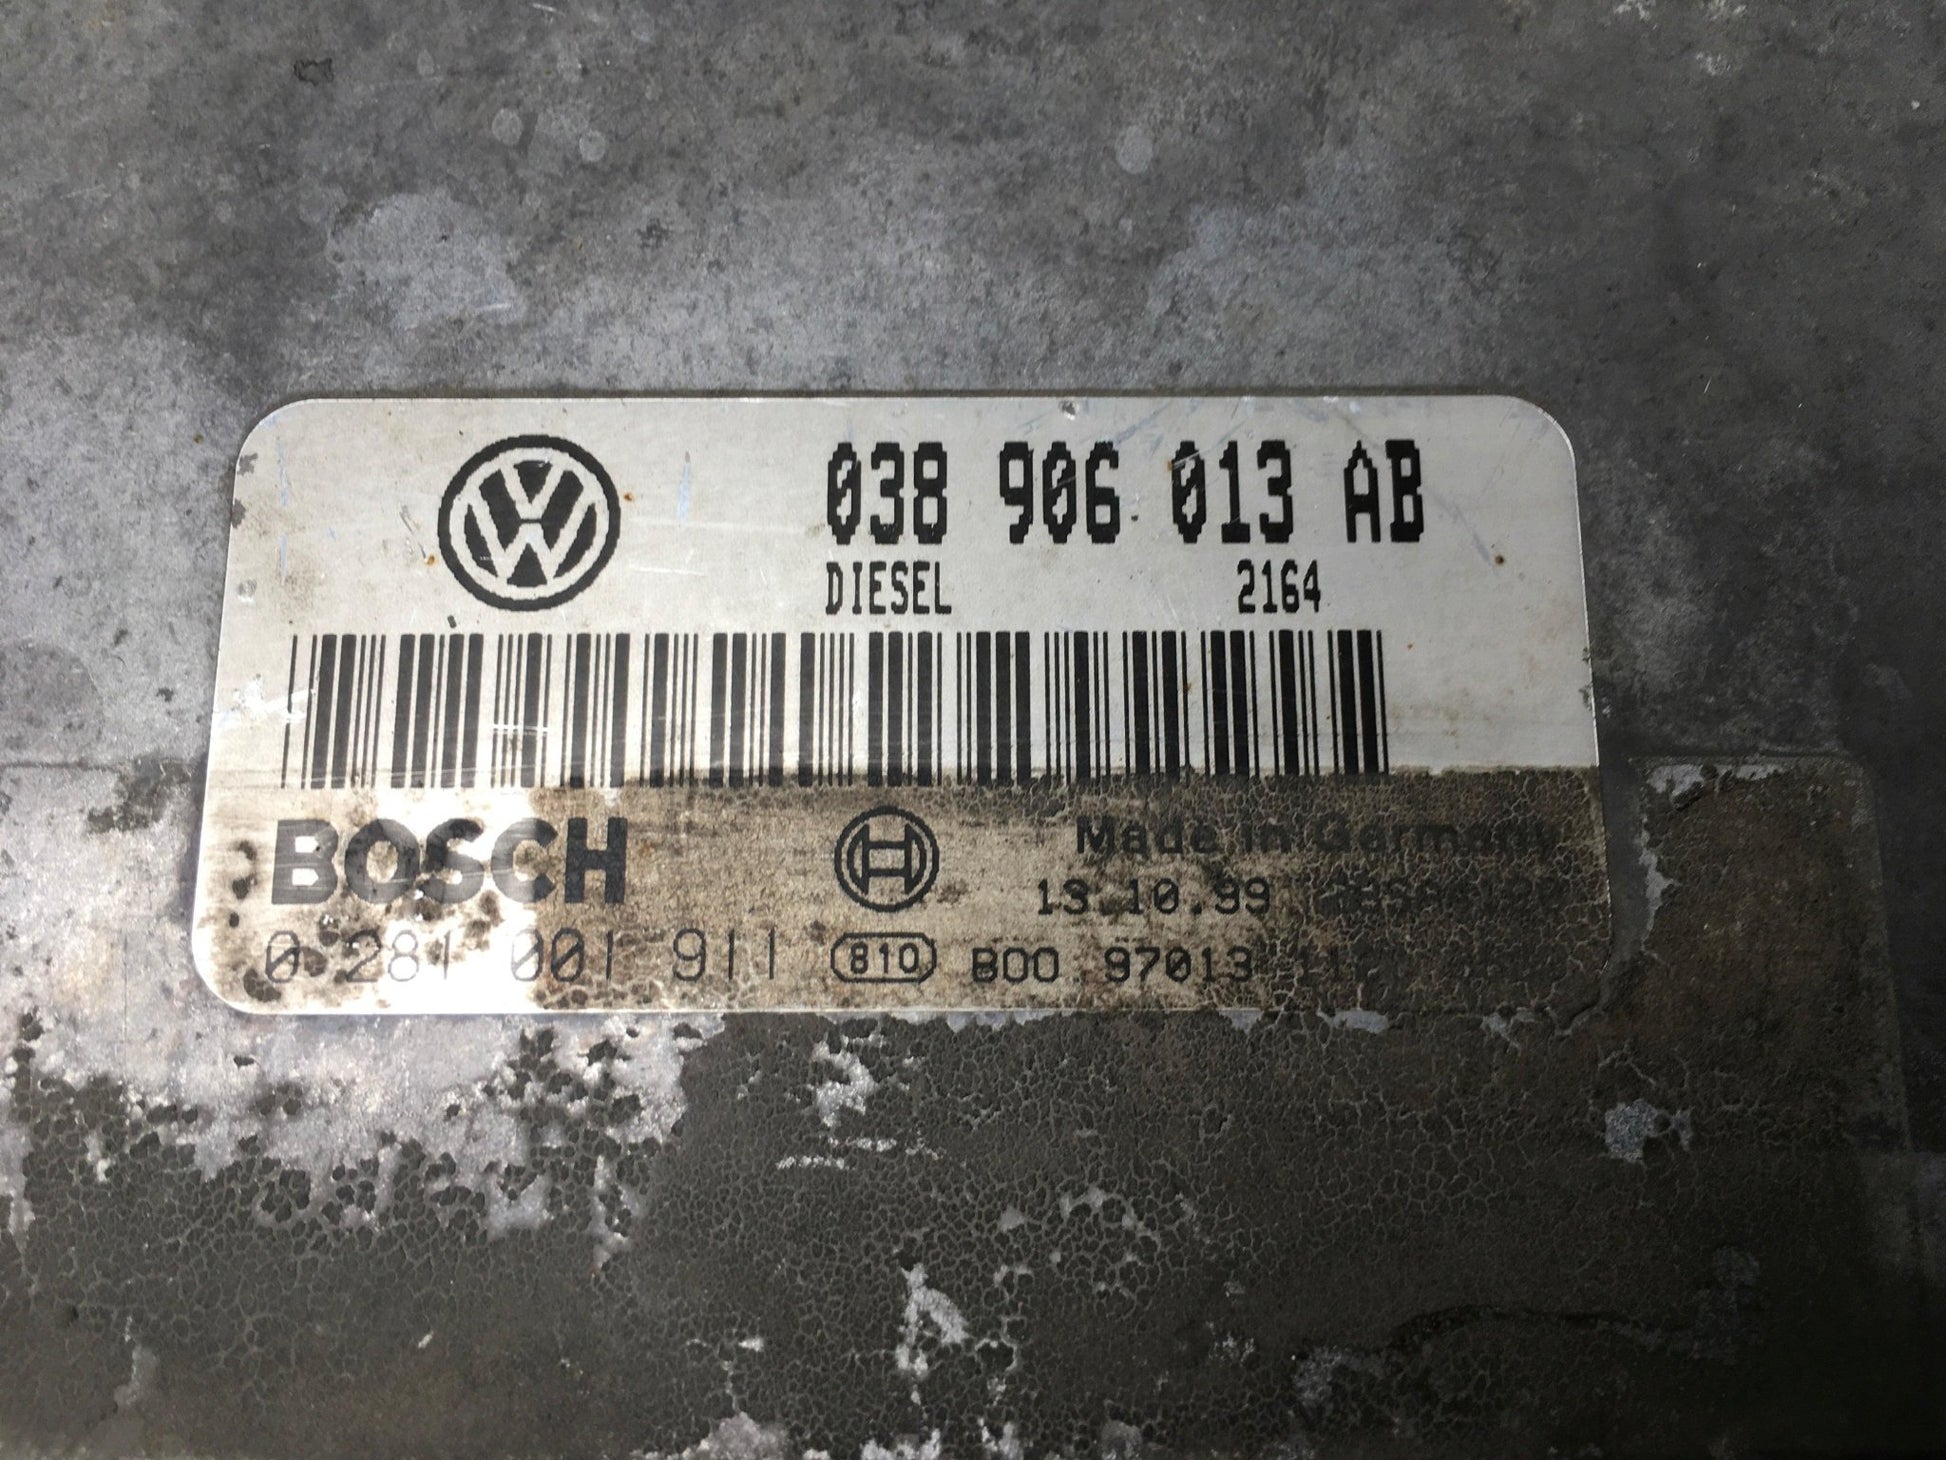 038 906 013 AB
DIESEL 2164
BOSCH
Made in Germany
13.10.99
0 281 001 911 810 B00 97013